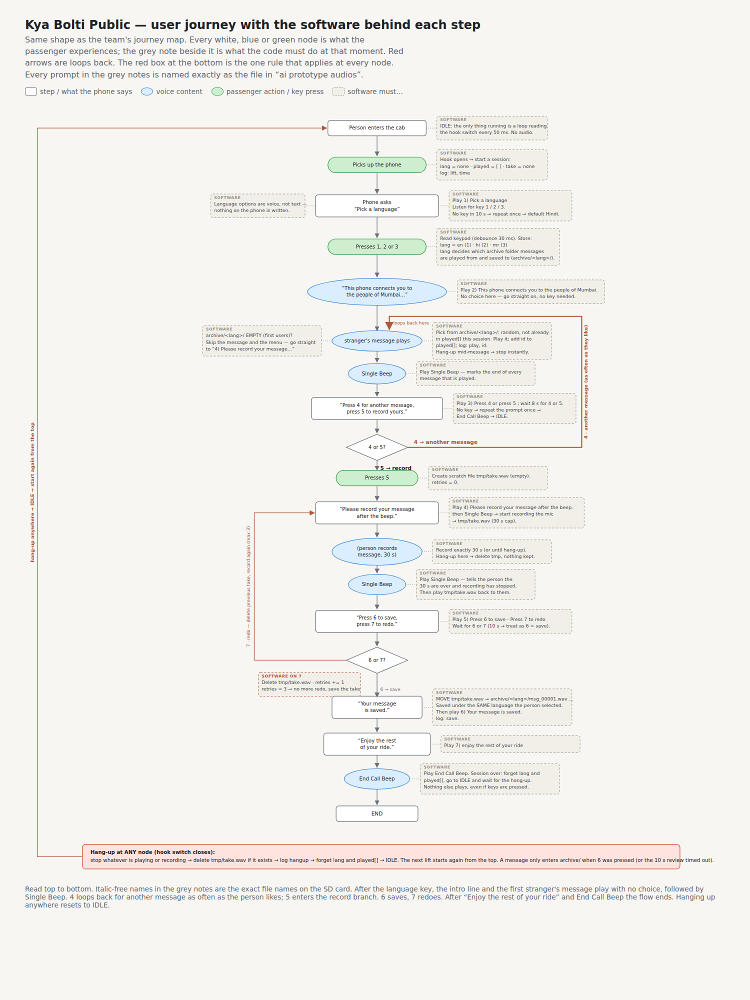 Kya Bolti Public — user journey with the software behind each step
Same shape as the team's journey map. Every white, blue or green node is what the
passenger experiences; the grey note beside it is what the code must do at that moment. Red
arrows are loops back. The red box at the bottom is the one rule that applies at every node.
Every prompt in the grey notes is named exactly as the file in “ai prototype audios”.
step / what the phone says
voice content
passenger action / key press
software must…
Person enters the cab
SOFTWARE
IDLE: the only thing running is a loop reading
the hook switch every 50 ms. No audio.
Picks up the phone
SOFTWARE
Hook opens → start a session:
lang = none · played = [ ] · take = none
log: lift, time
SOFTWARE
Language options are voice, not text —
nothing on the phone is written.
Phone asks
“Pick a language”
SOFTWARE
Play 1) Pick a language
Listen for key 1 / 2 / 3.
No key in 10 s → repeat once → default Hindi.
Presses 1, 2 or 3
SOFTWARE
Read keypad (debounce 30 ms). Store:
lang = en (1) · hi (2) · mr (3)
lang decides which archive folder messages
are played from and saved to (archive/<lang>/).
“This phone connects you to
the people of Mumbai…”
SOFTWARE
Play 2) This phone connects you to the people of Mumbai.
No choice here — go straight on, no key needed.
loops back here
SOFTWARE
archive/<lang>/ EMPTY (first users)?
Skip the message and the menu — go straight
to “4) Please record your message…”
stranger's message plays
SOFTWARE
Pick from archive/<lang>/: random, not already
in played[] this session. Play it; add id to
played[]; log: play, id.
Hang-up mid-message → stop instantly.
Single Beep
SOFTWARE
Play Single Beep — marks the end of every
message that is played.
“Press 4 for another message,
press 5 to record yours.”
SOFTWARE
Play 3) Press 4 or press 5 ; wait 8 s for 4 or 5.
No key → repeat the prompt once →
End Call Beep → IDLE.
4 · another message (as often as they like)
4 or 5?
4 → another message
5 → record
Presses 5
SOFTWARE
Create scratch file tmp/take.wav (empty).
retries = 0.
“Please record your message
after the beep.”
SOFTWARE
Play 4) Please record your message after the beep.
then Single Beep → start recording the mic
→ tmp/take.wav (30 s cap).
hang-up anywhere → IDLE → start again from the top
7 · redo — delete previous take, record again (max 3)
(person records
message, 30 s)
SOFTWARE
Record exactly 30 s (or until hang-up).
Hang-up here → delete tmp, nothing kept.
Single Beep
SOFTWARE
Play Single Beep — tells the person the
30 s are over and recording has stopped.
Then play tmp/take.wav back to them.
“Press 6 to save,
press 7 to redo.”
SOFTWARE
Play 5) Press 6 to save - Press 7 to redo
Wait for 6 or 7 (10 s → treat as 6 = save).
6 or 7?
SOFTWARE ON 7
Delete tmp/take.wav · retries += 1
retries = 3 → no more redo, save the take
6 → save
“Your message
is saved.”
SOFTWARE
MOVE tmp/take.wav → archive/<lang>/msg_00001.wav …
Saved under the SAME language the person selected.
Then play 6) Your message is saved.
log: save.
“Enjoy the rest
of your ride.”
SOFTWARE
Play 7) enjoy the rest of your ride
End Call Beep
SOFTWARE
Play End Call Beep. Session over: forget lang and
played[], go to IDLE and wait for the hang-up.
Nothing else plays, even if keys are pressed.
END
Hang-up at ANY node (hook switch closes):
stop whatever is playing or recording → delete tmp/take.wav if it exists → log hangup → forget lang and played[] → IDLE. The next lift starts again from the top. A message only enters archive/ when 6 was pressed (or the 10 s review timed out).
Read top to bottom. Italic-free names in the grey notes are the exact file names on the SD card. After the language key, the intro line and the first stranger's message play with no choice, followed by
Single Beep. 4 loops back for another message as often as the person likes; 5 enters the record branch. 6 saves, 7 redoes. After “Enjoy the rest of your ride” and End Call Beep the flow ends. Hanging up
anywhere resets to IDLE.